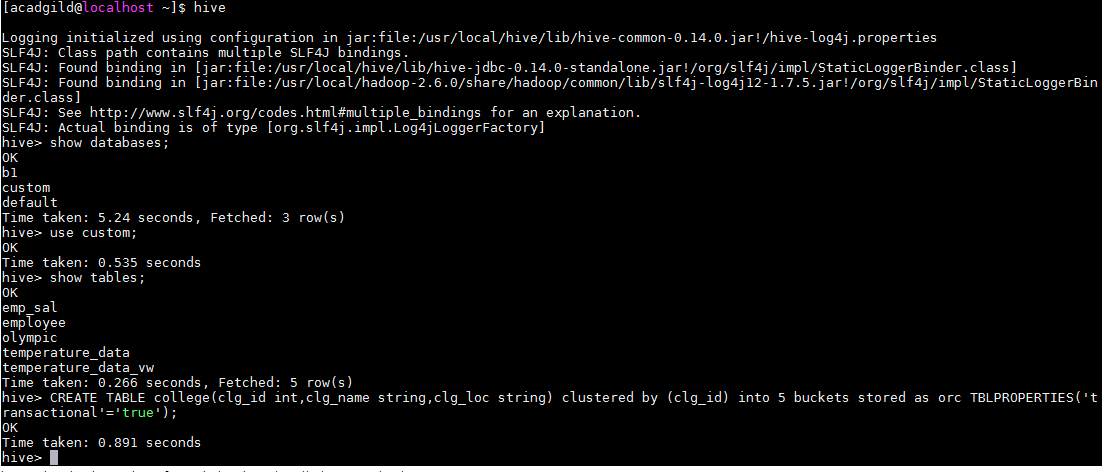 [acadgild@localhost ~]$ hive
Logging initialized using configuration in jar:file:/usr/local/hive/lib/hive-common-0.14.0.jar!/hive-log4j.properties
SLF4J: Class path contains multiple SLF4J bindings.
SLF4J: Found binding in [jar:file:/usr/local/hive/lib/hive-jdbc-0.14.0-standalone.jar!/org/slf4j/impl/StaticLoggerBinder.class]
SLF4J: Found binding in [jar:file:/usr/local/hadoop-2.6.0/share/hadoop/common/lib/slf4j-log4j12-1.7.5.jar!/org/slf4j/impl/StaticLoggerBin
der.class]
SLF4J: See http://www.slf4j.org/codes.html#multiple_bindings for an explanation.
SLF4J: Actual binding is of type [org.slf4j.impl.Log4jLoggerFactory]
hive> show databases;
OK
b1
custom
default
Time taken: 5.24 seconds, Fetched: 3 row(s)
hive> use custom;
OK
Time taken: 0.535 seconds
hive> show tables;
OK
emp_sal
employee
olympic
temperature_data
temperature_data_vw
Time taken: 0.266 seconds, Fetched: 5 row(s)
hive> CREATE TABLE college(clg_id int,clg_name string,clg_loc string) clustered by (clg_id) into 5 buckets stored as orc TBLPROPERTIES('t
ransactional'='true');
OK
Time taken: 0.891 seconds
hive>